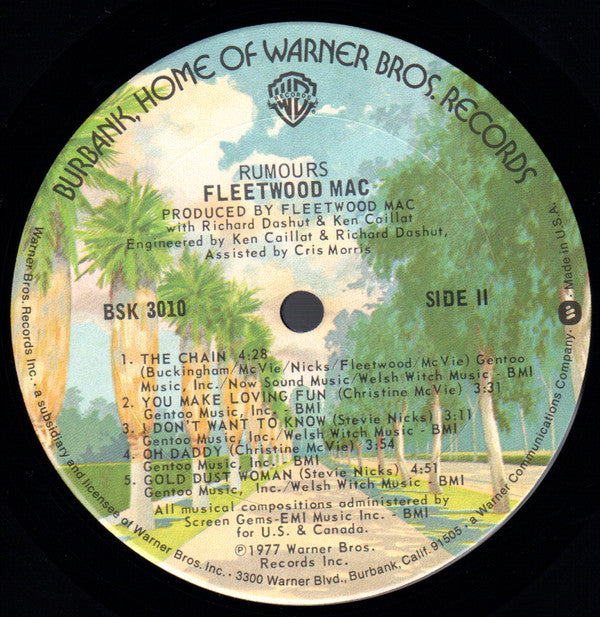 BURBANK, HOME OF WARNER BROS. RECORDS
RECORDS
RUMOURS
FLEETWOOD MAC
PRODUCED BY FLEETWOOD MAC
with Richard Dashut & Ken Caillat
Engineered by Ken Caillat & Richard Dashut,
Assisted by Cris Morris
BSK 3010
SIDE II
1. THE CHAIN 4:28
(Buckingham/McVie/Nicks/Fleetwood/McVie) Gentoo
Music, Inc./Now Sound Music/Welsh Witch Music - BMI
2. YOU MAKE LOVING FUN (Christine McVie) 3:31
Gentoo Music, Inc. BMI
3. I DON'T WANT TO KNOW (Stevie Nicks) 3:11
Gentoo Music, Inc./Welsh Witch Music - BMI
4. OH DADDY (Christine McVie) 3:54
Gentoo Music, Inc. - BMI
5. GOLD DUST WOMAN (Stevie Nicks) 4:51
Gentoo Music, Inc./Welsh Witch Music - BMI
All musical compositions administered by
Screen Gems-EMI Music Inc. - BMI
for U.S. & Canada.
℗1977 Warner Bros.
Records Inc.
Warner Bros. Records Inc. · a subsidiary and licensee of Warner Bros. Inc. · 3300 Warner Blvd., Burbank, Calif. 91505 · a Warner Communications Company · Made in U.S.A.